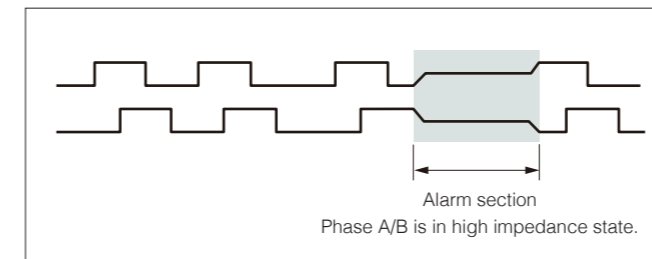 Alarm section
Phase A/B is in high impedance state.